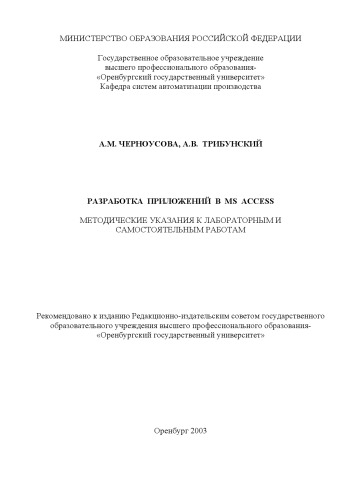 МИНИСТЕРСТВО ОБРАЗОВАНИЯ РОССИЙСКОЙ ФЕДЕРАЦИИ
Государственное образовательное учреждение
высшего профессионального образования-
«Оренбургский государственный университет»
Кафедра систем автоматизации производства
А.М. ЧЕРНОУСОВА, А.В. ТРИБУНСКИЙ
РАЗРАБОТКА ПРИЛОЖЕНИЙ В MS ACCESS
МЕТОДИЧЕСКИЕ УКАЗАНИЯ К ЛАБОРАТОРНЫМ И
САМОСТОЯТЕЛЬНЫМ РАБОТАМ
Рекомендовано к изданию Редакционно-издательским советом государственного
образовательного учреждения высшего профессионального образования-
«Оренбургский государственный университет»
Оренбург 2003